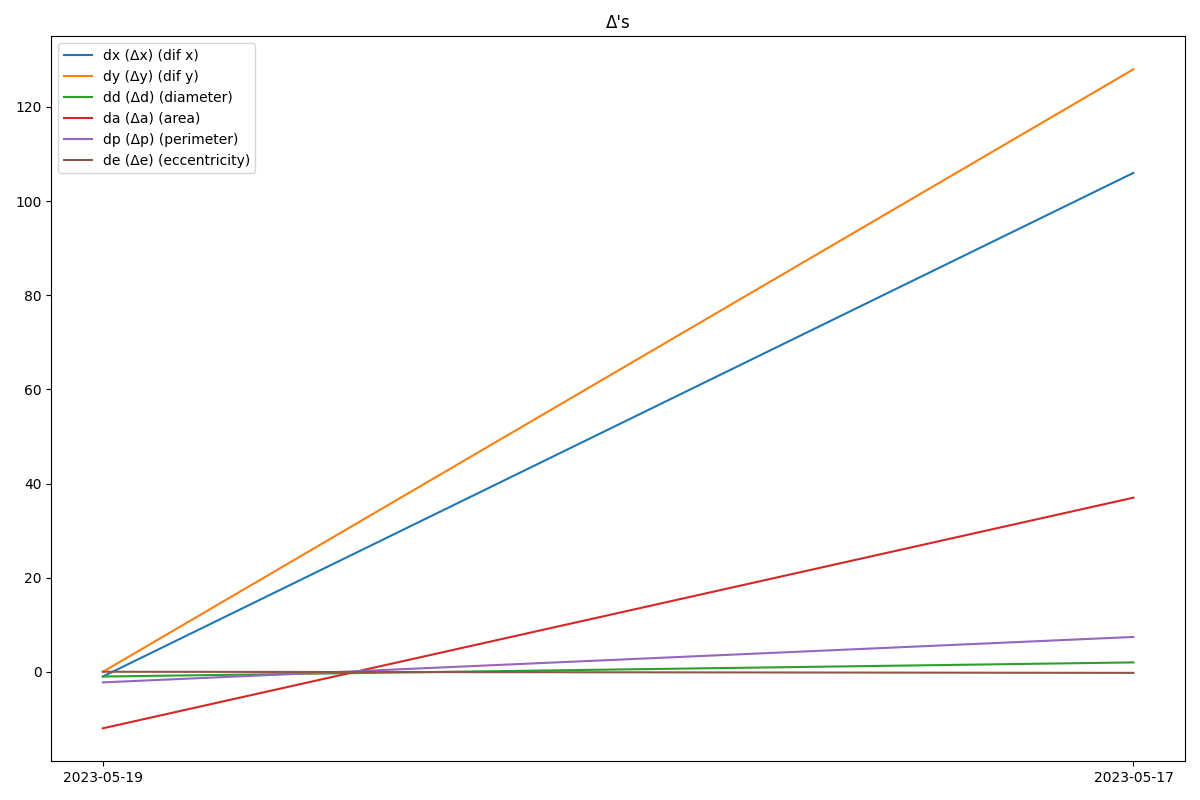 Δ's
dx (Δx) (dif x)
dy (Δy) (dif y)
dd (Δd) (diameter)
da (Δa) (area)
dp (Δp) (perimeter)
de (Δe) (eccentricity)
120
100
80
60
40
20
0
2023-05-19 2023-05-17